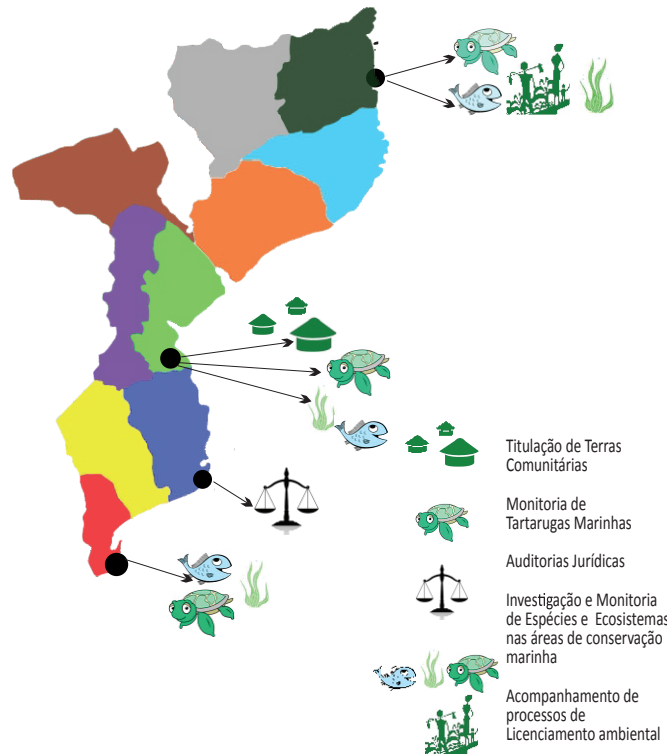 Titulação de Terras
Comunitárias
Monitoria de
Tartarugas Marinhas
Auditorias Jurídicas
Investigação e Monitoria
de Espécies e Ecosistemas
nas áreas de conservação
marinha
Acompanhamento de
processos de
Licenciamento ambiental